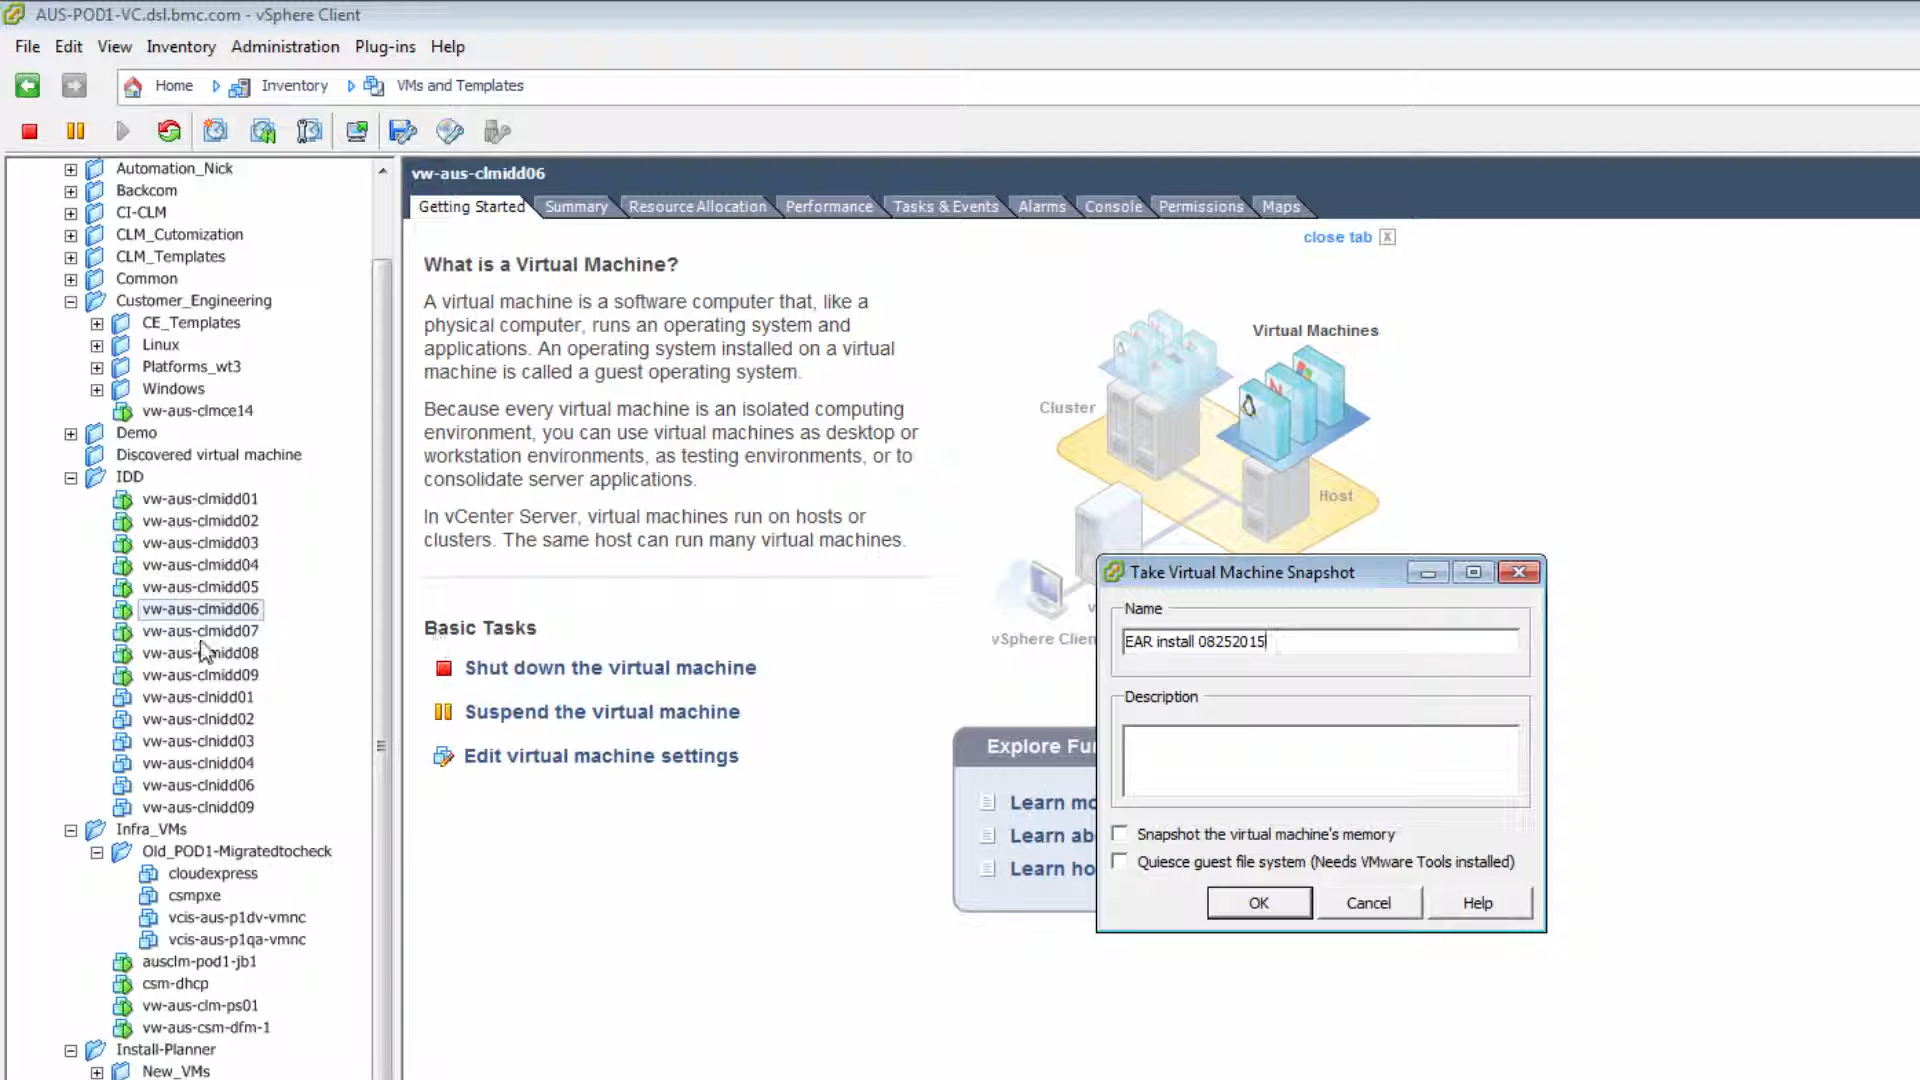 AUS-POD1-VC.dsl.bmc.com - vSphere Client
File Edit View Inventory Administration Plug-ins Help
Home Inventory VMs and Templates
Automation_Nick
Backcom
CI-CLM
CLM_Cutomization
CLM_Templates
Common
Customer_Engineering
CE_Templates
Linux
Platforms_wt3
Windows
vw-aus-clmce14
Demo
Discovered virtual machine
IDD
vw-aus-clmidd01
vw-aus-clmidd02
vw-aus-clmidd03
vw-aus-clmidd04
vw-aus-clmidd05
vw-aus-clmidd06
vw-aus-clmidd07
vw-aus-clmidd08
vw-aus-clmidd09
vw-aus-clnidd01
vw-aus-clnidd02
vw-aus-clnidd03
vw-aus-clnidd04
vw-aus-clnidd06
vw-aus-clnidd09
Infra_VMs
Old_POD1-Migratedtocheck
cloudexpress
csmpxe
vcis-aus-p1dv-vmnc
vcis-aus-p1qa-vmnc
ausclm-pod1-jb1
csm-dhcp
vw-aus-clm-ps01
vw-aus-csm-dfm-1
Install-Planner
New_VMs
vw-aus-clmidd06
Getting Started Summary Resource Allocation Performance Tasks & Events Alarms Console Permissions Maps
close tab X
What is a Virtual Machine?
A virtual machine is a software computer that, like a
physical computer, runs an operating system and
applications. An operating system installed on a virtual
machine is called a guest operating system.
Because every virtual machine is an isolated computing
environment, you can use virtual machines as desktop or
workstation environments, as testing environments, or to
consolidate server applications.
In vCenter Server, virtual machines run on hosts or
clusters. The same host can run many virtual machines.
Basic Tasks
Shut down the virtual machine
Suspend the virtual machine
Edit virtual machine settings
Virtual Machines
Cluster
Host
vSphere Clien
Explore Fu
Learn mo
Learn ab
Learn ho
Take Virtual Machine Snapshot
Name
EAR install 08252015
Description
Snapshot the virtual machine's memory
Quiesce guest file system (Needs VMware Tools installed)
OK Cancel Help